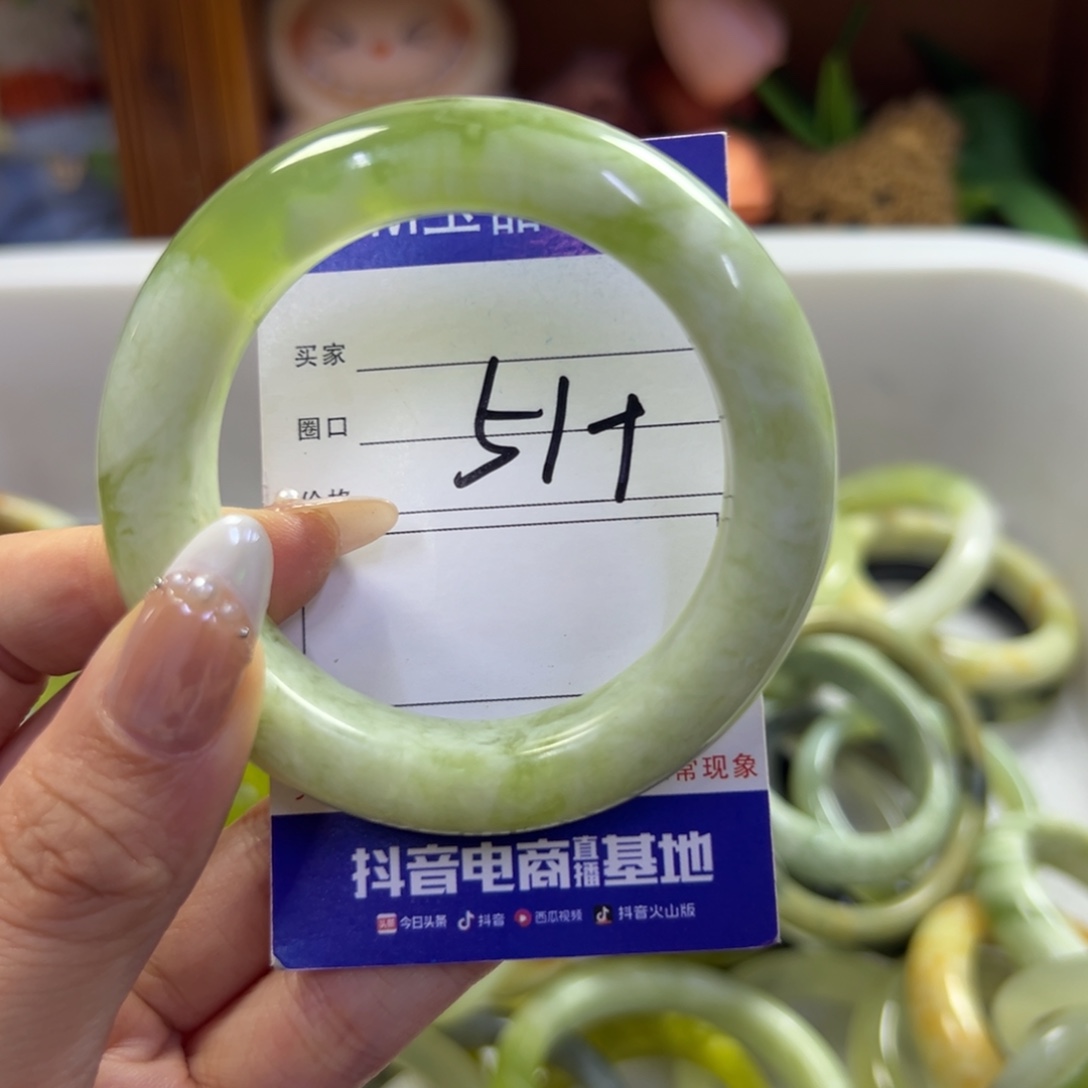 买家
圈口
51+
常现象
抖音电商直播基地
今日头条 抖音 西瓜视频 抖音火山版